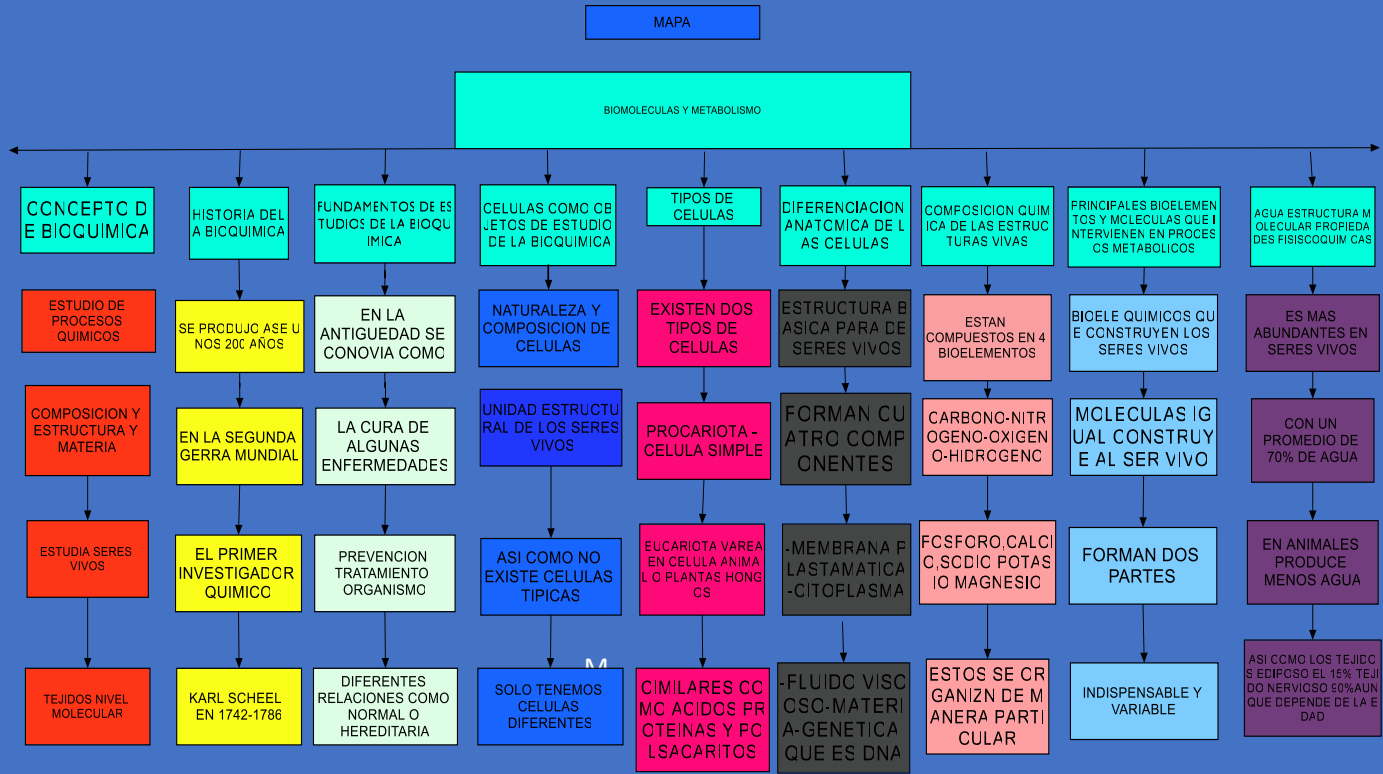 MAPA
BIOMOLECULAS Y METABOLISMO
CONCEPTO D
E BIOQUIMICA
HISTORIA DEL
A BIOQUIMICA
FUNDAMENTOS DE ES
TUDIOS DE LA BIOQU
IMICA
CELULAS COMO OB
JETOS DE ESTUDIO
DE LA BIOQUIMICA
TIPOS DE
CELULAS
DIFERENCIACION
ANATOMICA DE L
AS CELULAS
COMPOSICION QUIM
ICA DE LAS ESTRUC
TURAS VIVAS
PRINCIPALES BIOELEMEN
TOS Y MOLECULAS QUE I
NTERVIENEN EN PROCES
OS METABOLICOS
AGUA ESTRUCTURA M
OLECULAR PROPIEDA
DES FISISCOQUIM CAS
ESTUDIO DE
PROCESOS
QUIMICOS
SE PRODUJO ASE U
NOS 200 AÑOS
EN LA
ANTIGUEDAD SE
CONOVIA COMO
NATURALEZA Y
COMPOSICION DE
CELULAS
EXISTEN DOS
TIPOS DE
CELULAS
ESTRUCTURA B
ASICA PARA DE
SERES VIVOS
ESTAN
COMPUESTOS EN 4
BIOELEMENTOS
BIOELE QUIMICOS QU
E CONSTRUYEN LOS
SERES VIVOS
ES MAS
ABUNDANTES EN
SERES VIVOS
COMPOSICION Y
ESTRUCTURA Y
MATERIA
EN LA SEGUNDA
GERRA MUNDIAL
LA CURA DE
ALGUNAS
ENFERMEDADES
UNIDAD ESTRUCTU
RAL DE LOS SERES
VIVOS
PROCARIOTA -
CELULA SIMPLE
FORMAN CU
ATRO COMP
ONENTES
CARBONO-NITR
OGENO-OXIGEN
O-HIDROGENO
MOLECULAS IG
UAL CONSTRUY
E AL SER VIVO
CON UN
PROMEDIO DE
70% DE AGUA
ESTUDIA SERES
VIVOS
EL PRIMER
INVESTIGADOR
QUIMICO
PREVENCION
TRATAMIENTO
ORGANISMO
ASI COMO NO
EXISTE CELULAS
TIPICAS
EUCARIOTA VAREA
EN CELULA ANIMA
L O PLANTAS HONG
OS
-MEMBRANA P
LASTAMATICA
-CITOPLASMA
FOSFORO,CALCI
O,SODIO POTAS
IO MAGNESIO
FORMAN DOS
PARTES
EN ANIMALES
PRODUCE
MENOS AGUA
M
TEJIDOS NIVEL
MOLECULAR
KARL SCHEEL
EN 1742-1786
DIFERENTES
RELACIONES COMO
NORMAL O
HEREDITARIA
SOLO TENEMOS
CELULAS
DIFERENTES
CIMILARES CO
MO ACIDOS PR
OTEINAS Y PO
LSACARITOS
-FLUIDO VISC
OSO-MATERI
A-GENETICA
QUE ES DNA
ESTOS SE OR
GANIZN DE M
ANERA PARTI
CULAR
INDISPENSABLE Y
VARIABLE
ASI COMO LOS TEJIDO
S EDIPOSO EL 15% TEJI
DO NERVIOSO 90%AUN
QUE DEPENDE DE LA E
DAD